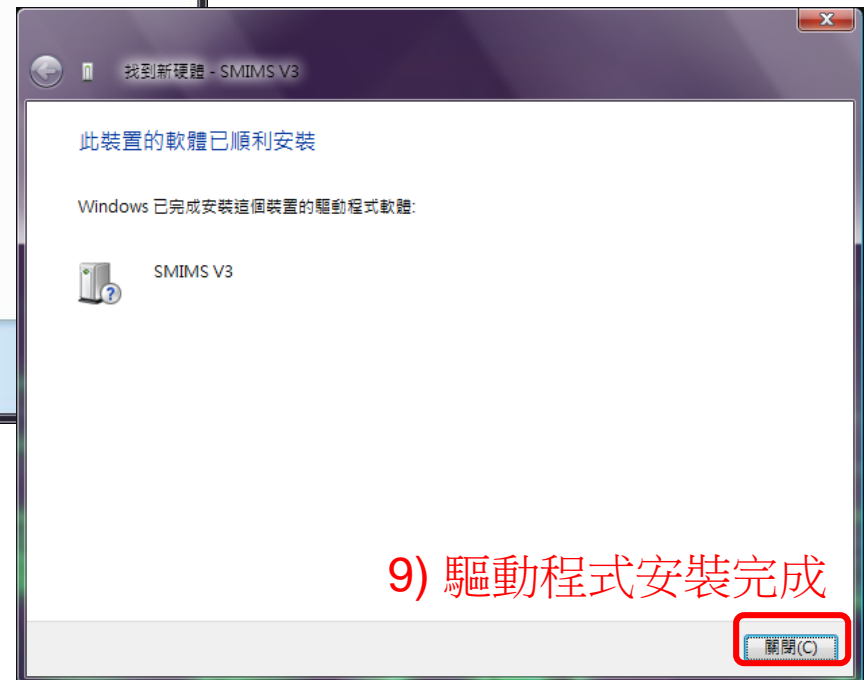 找到新硬體 - SMIMS V3
此裝置的軟體已順利安裝
Windows 已完成安裝這個裝置的驅動程式軟體:
SMIMS V3
9) 驅動程式安裝完成
關閉(C)